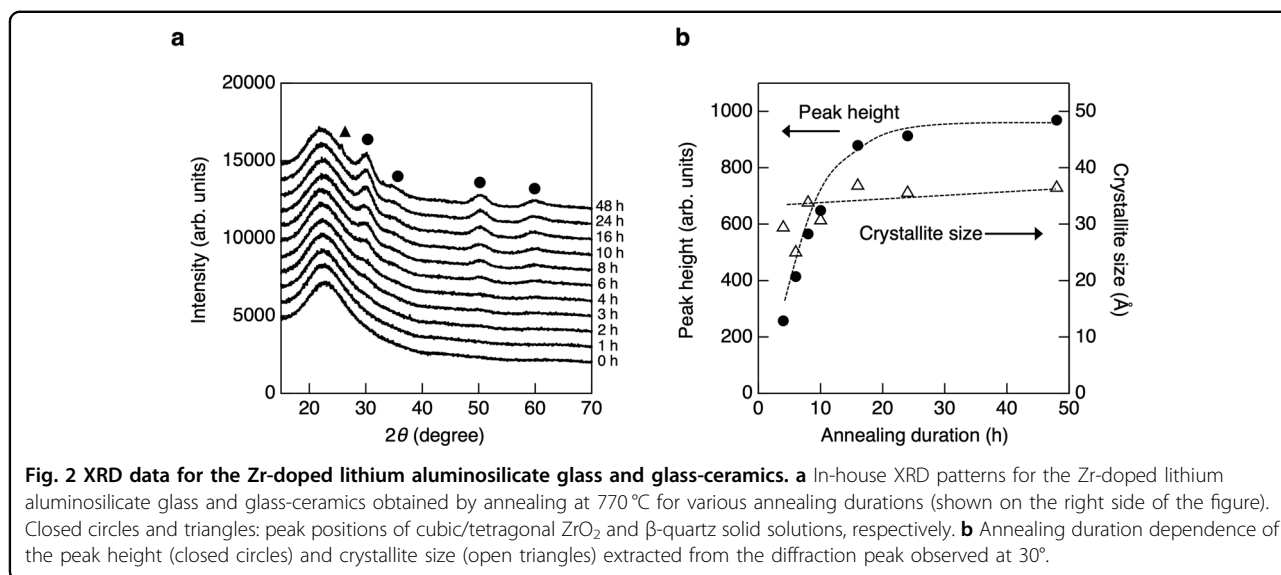 a
20000
15000
10000
5000
0
Intensity (arb. units)
48 h
24 h
16 h
10 h
8 h
6 h
4 h
3 h
2 h
1 h
0 h
20 30 40 50 60 70
2θ (degree)
b
1000
800
600
400
200
0
Peak height (arb. units)
Peak height
Crystallite size
50
40
30
20
10
0
Crystallite size (Å)
0 10 20 30 40 50
Annealing duration (h)
Fig. 2 XRD data for the Zr-doped lithium aluminosilicate glass and glass-ceramics. a In-house XRD patterns for the Zr-doped lithium
aluminosilicate glass and glass-ceramics obtained by annealing at 770 °C for various annealing durations (shown on the right side of the figure).
Closed circles and triangles: peak positions of cubic/tetragonal ZrO₂ and β-quartz solid solutions, respectively. b Annealing duration dependence of
the peak height (closed circles) and crystallite size (open triangles) extracted from the diffraction peak observed at 30°.